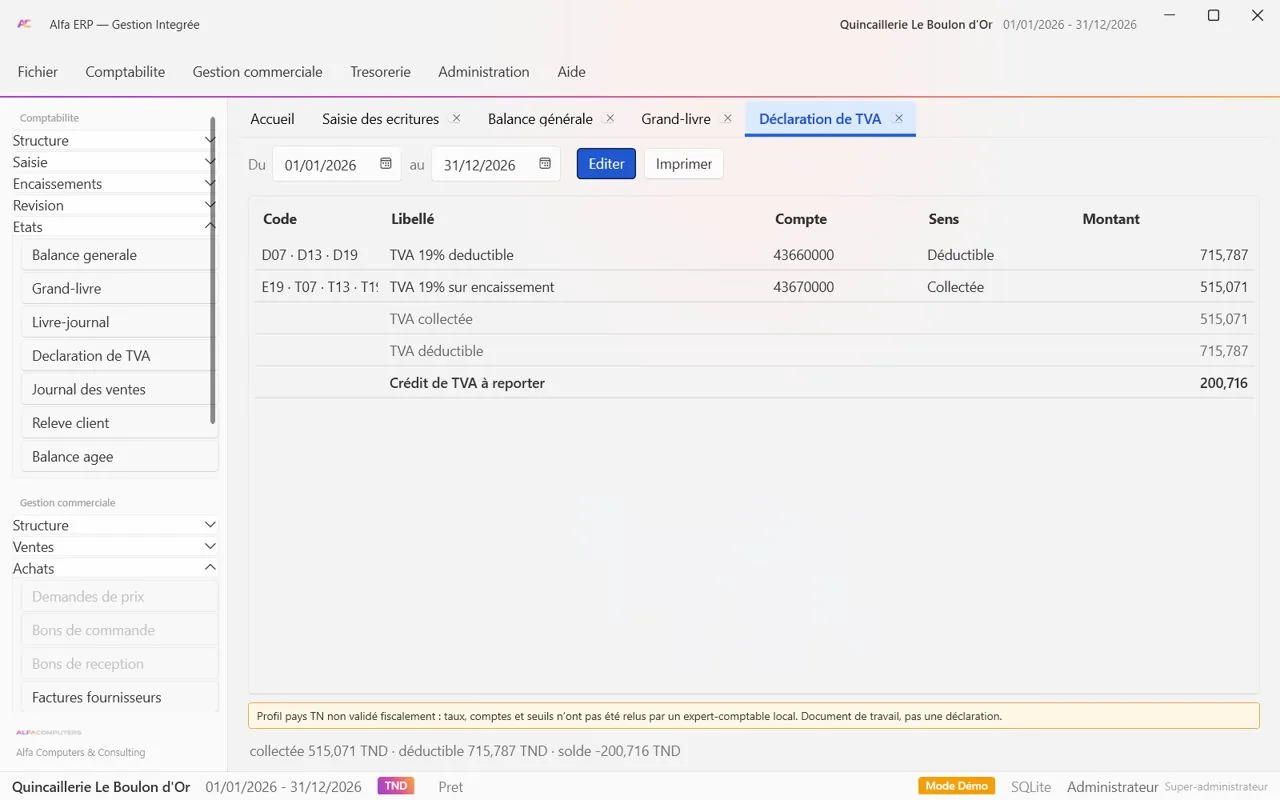 AC Alfa ERP — Gestion Integrée Quincaillerie Le Boulon d'Or 01/01/2026 - 31/12/2026
Fichier Comptabilite Gestion commerciale Tresorerie Administration Aide
Comptabilite
Structure
Saisie
Encaissements
Revision
Etats
Balance generale
Grand-livre
Livre-journal
Declaration de TVA
Journal des ventes
Releve client
Balance agee
Gestion commerciale
Structure
Ventes
Achats
Demandes de prix
Bons de commande
Bons de reception
Factures fournisseurs
ALFACOMPUTERS
Alfa Computers & Consulting
Accueil Saisie des ecritures Balance générale Grand-livre Déclaration de TVA
Du 01/01/2026 au 31/12/2026 Editer Imprimer
Code Libellé Compte Sens Montant
D07 · D13 · D19 TVA 19% deductible 43660000 Déductible 715,787
E19 · T07 · T13 · T19 TVA 19% sur encaissement 43670000 Collectée 515,071
TVA collectée 515,071
TVA déductible 715,787
Crédit de TVA à reporter 200,716
Profil pays TN non validé fiscalement : taux, comptes et seuils n’ont pas été relus par un expert-comptable local. Document de travail, pas une déclaration.
collectée 515,071 TND · déductible 715,787 TND · solde -200,716 TND
Quincaillerie Le Boulon d'Or 01/01/2026 - 31/12/2026 TND Pret Mode Démo SQLite Administrateur Super-administrateur